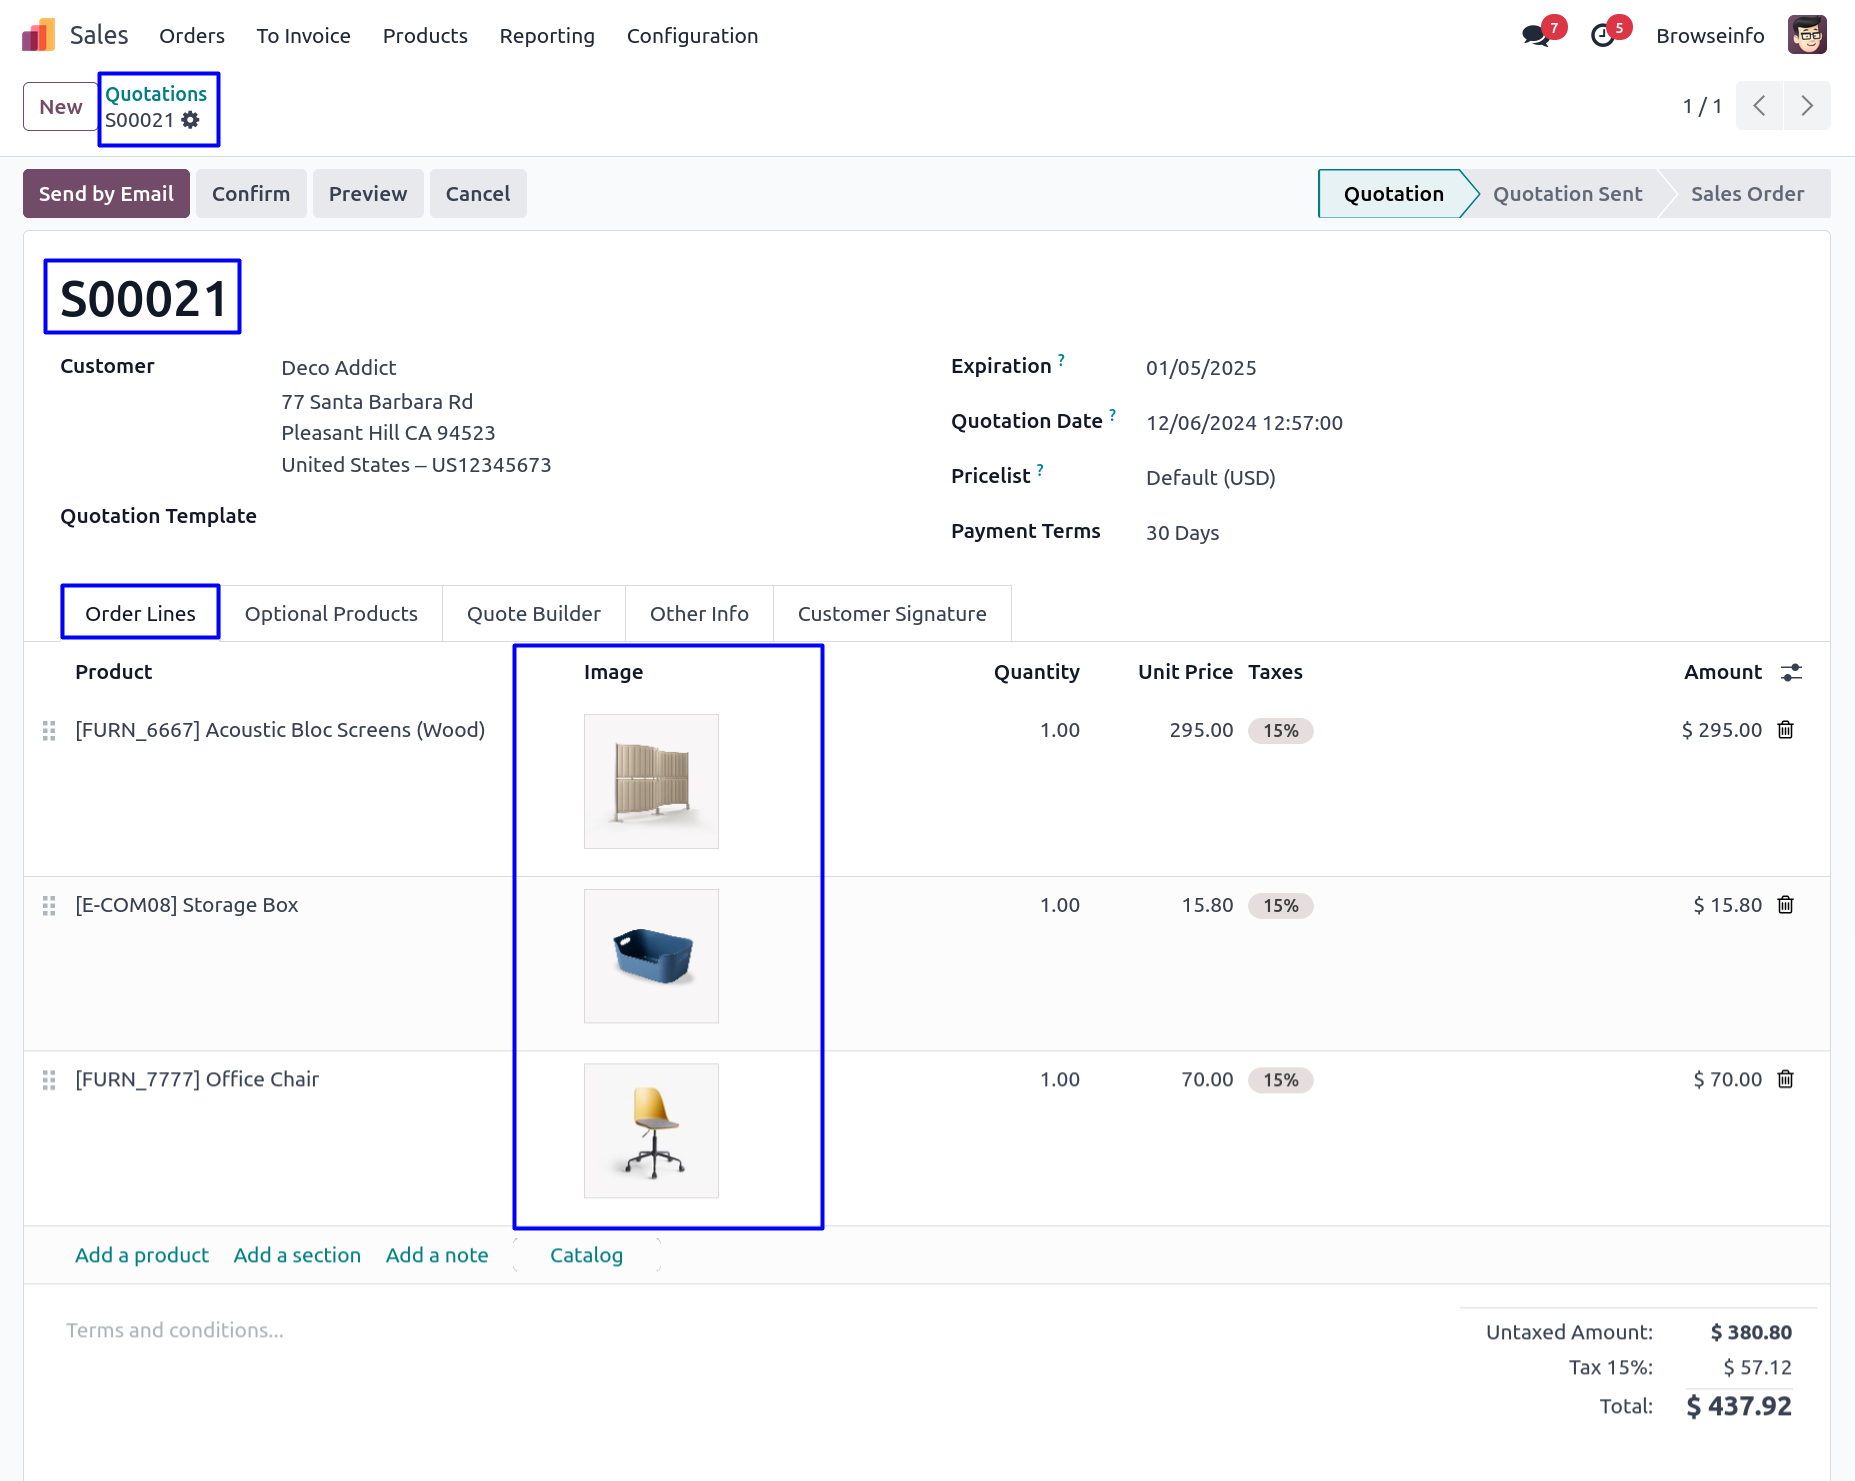 Sales Orders To Invoice Products Reporting Configuration 7 5 Browseinfo
New Quotations
S00021
1 / 1
Send by Email Confirm Preview Cancel Quotation Quotation Sent Sales Order
S00021
Customer Deco Addict
77 Santa Barbara Rd
Pleasant Hill CA 94523
United States – US12345673
Quotation Template
Expiration ? 01/05/2025
Quotation Date ? 12/06/2024 12:57:00
Pricelist ? Default (USD)
Payment Terms 30 Days
Order Lines Optional Products Quote Builder Other Info Customer Signature
Product Image Quantity Unit Price Taxes Amount
[FURN_6667] Acoustic Bloc Screens (Wood) 1.00 295.00 15% $ 295.00
[E-COM08] Storage Box 1.00 15.80 15% $ 15.80
[FURN_7777] Office Chair 1.00 70.00 15% $ 70.00
Add a product Add a section Add a note Catalog
Terms and conditions...
Untaxed Amount: $ 380.80
Tax 15%: $ 57.12
Total: $ 437.92